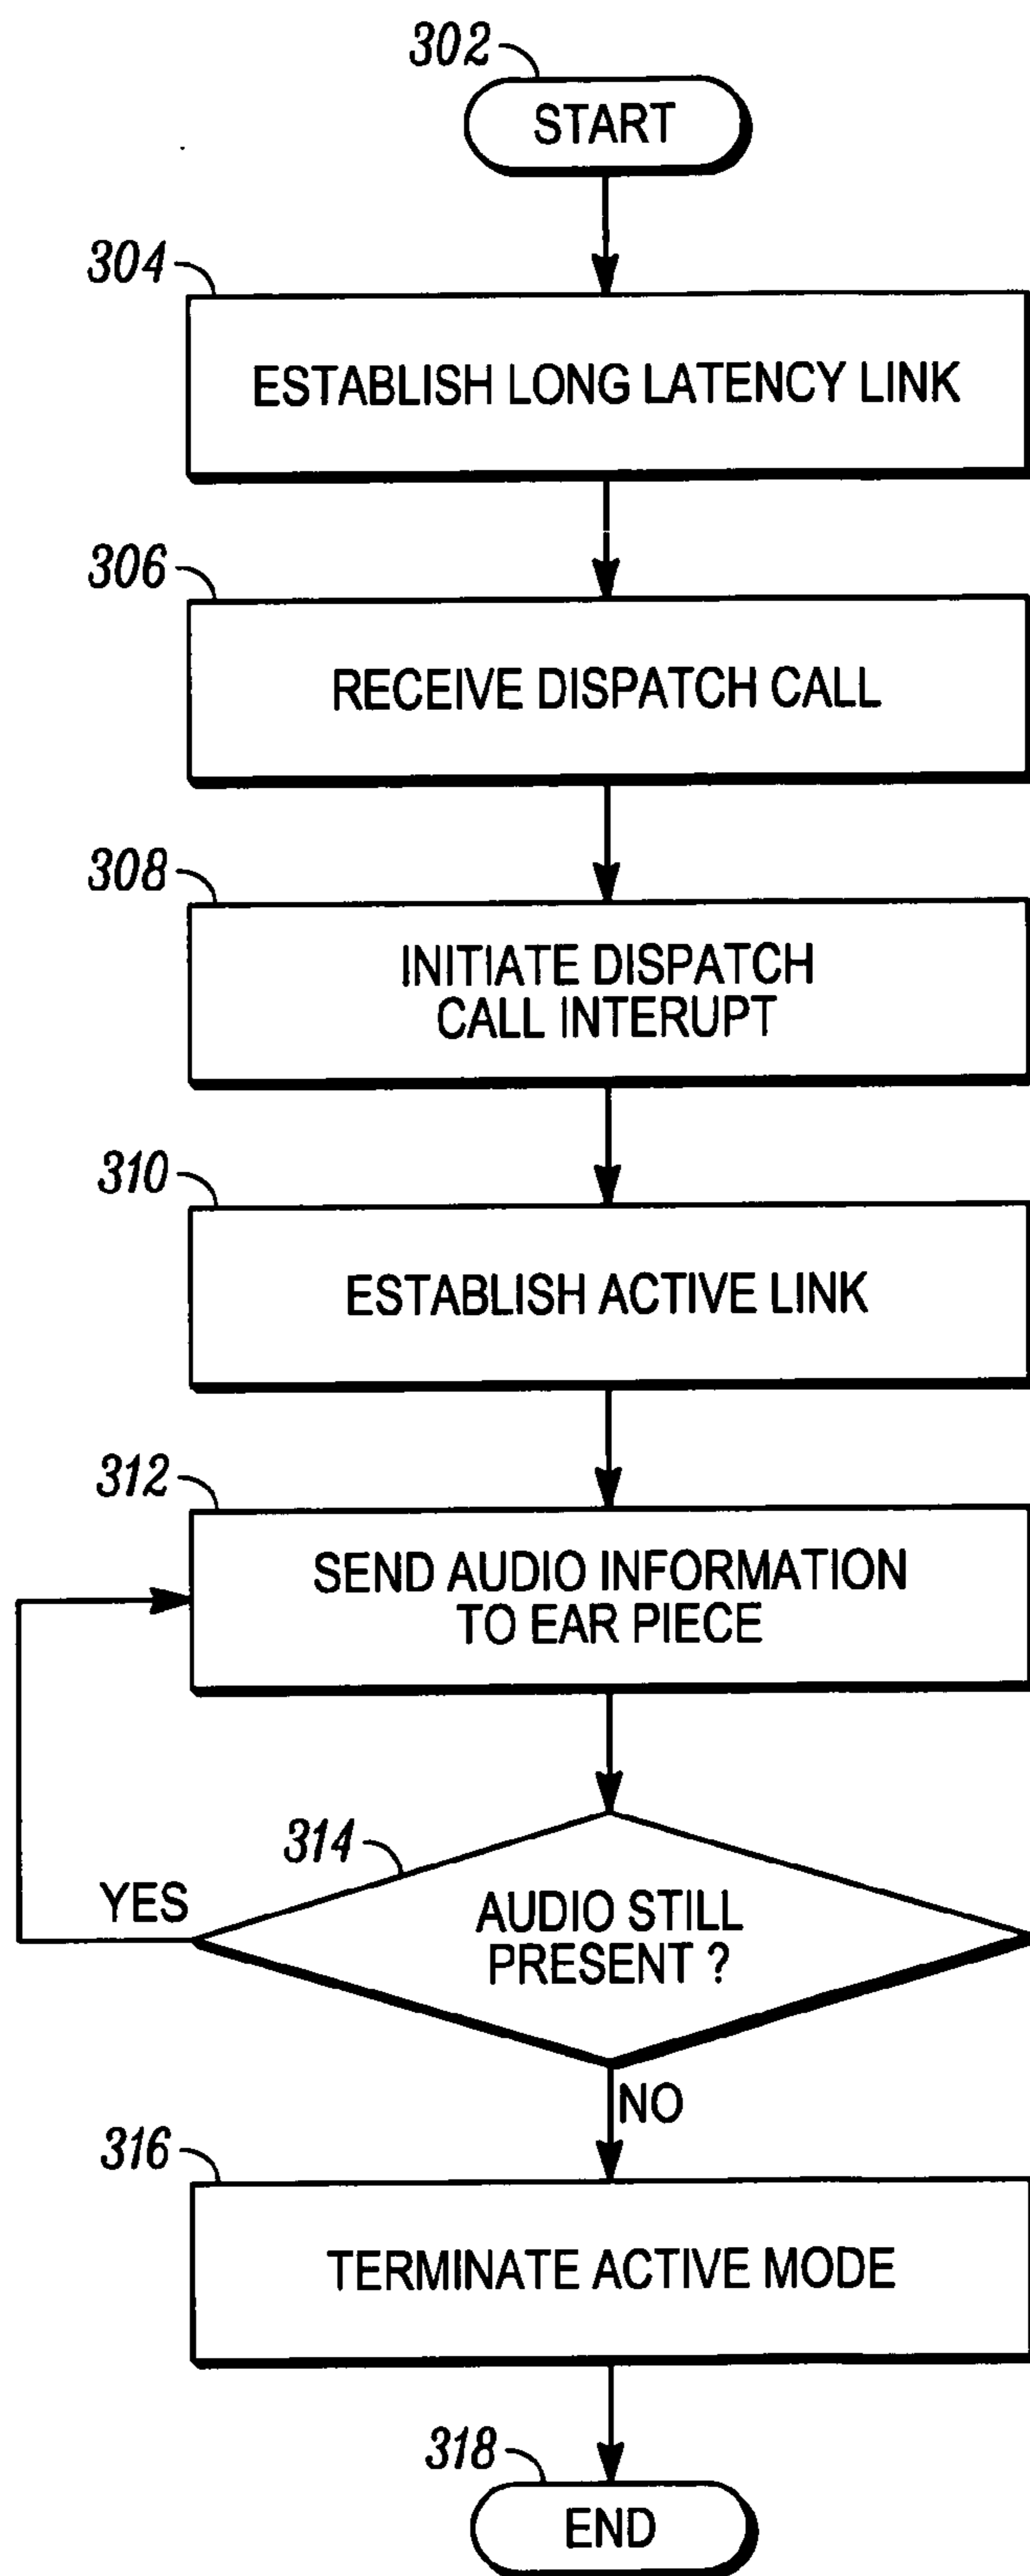 302
START
304
ESTABLISH LONG LATENCY LINK
306
RECEIVE DISPATCH CALL
308
INITIATE DISPATCH
CALL INTERUPT
310
ESTABLISH ACTIVE LINK
312
SEND AUDIO INFORMATION
TO EAR PIECE
314
YES
AUDIO STILL
PRESENT ?
NO
316
TERMINATE ACTIVE MODE
318
END